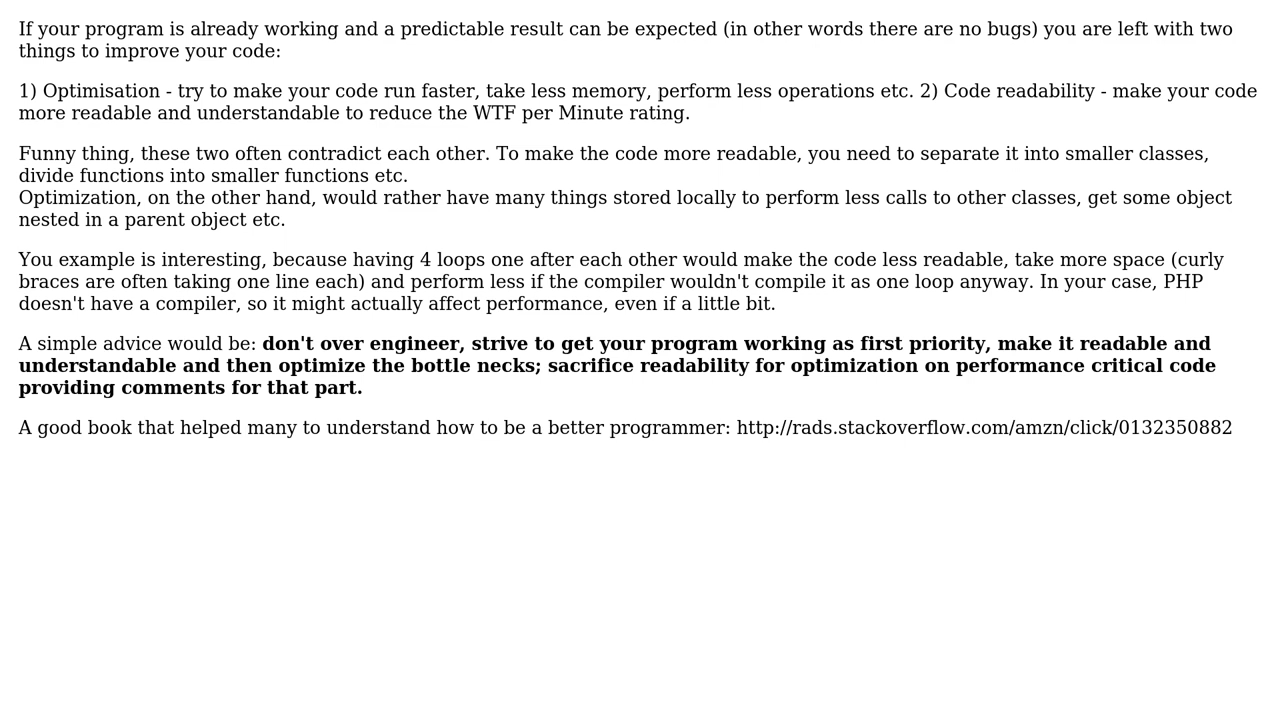 If your program is already working and a predictable result can be expected (in other words there are no bugs) you are left with two
things to improve your code:
1) Optimisation - try to make your code run faster, take less memory, perform less operations etc. 2) Code readability - make your code
more readable and understandable to reduce the WTF per Minute rating.
Funny thing, these two often contradict each other. To make the code more readable, you need to separate it into smaller classes,
divide functions into smaller functions etc.
Optimization, on the other hand, would rather have many things stored locally to perform less calls to other classes, get some object
nested in a parent object etc.
You example is interesting, because having 4 loops one after each other would make the code less readable, take more space (curly
braces are often taking one line each) and perform less if the compiler wouldn't compile it as one loop anyway. In your case, PHP
doesn't have a compiler, so it might actually affect performance, even if a little bit.
A simple advice would be: don't over engineer, strive to get your program working as first priority, make it readable and
understandable and then optimize the bottle necks; sacrifice readability for optimization on performance critical code
providing comments for that part.
A good book that helped many to understand how to be a better programmer: http://rads.stackoverflow.com/amzn/click/0132350882